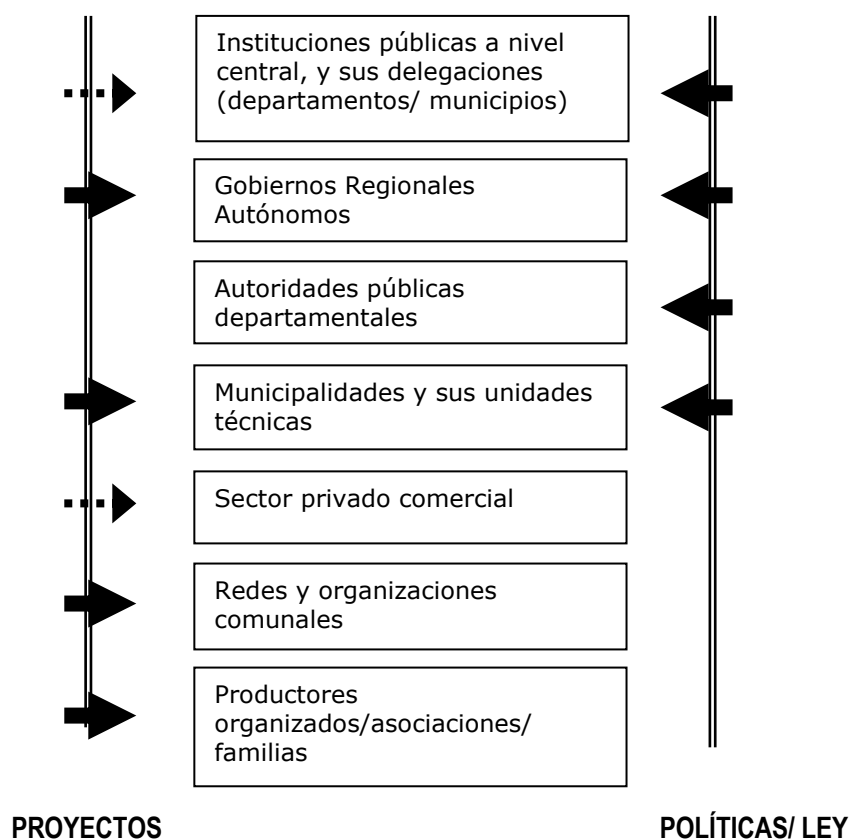 Instituciones públicas a nivel
central, y sus delegaciones
(departamentos/ municipios)
Gobiernos Regionales
Autónomos
Autoridades públicas
departamentales
Municipalidades y sus unidades
técnicas
Sector privado comercial
Redes y organizaciones
comunales
Productores
organizados/asociaciones/
familias
PROYECTOS
POLÍTICAS/ LEY